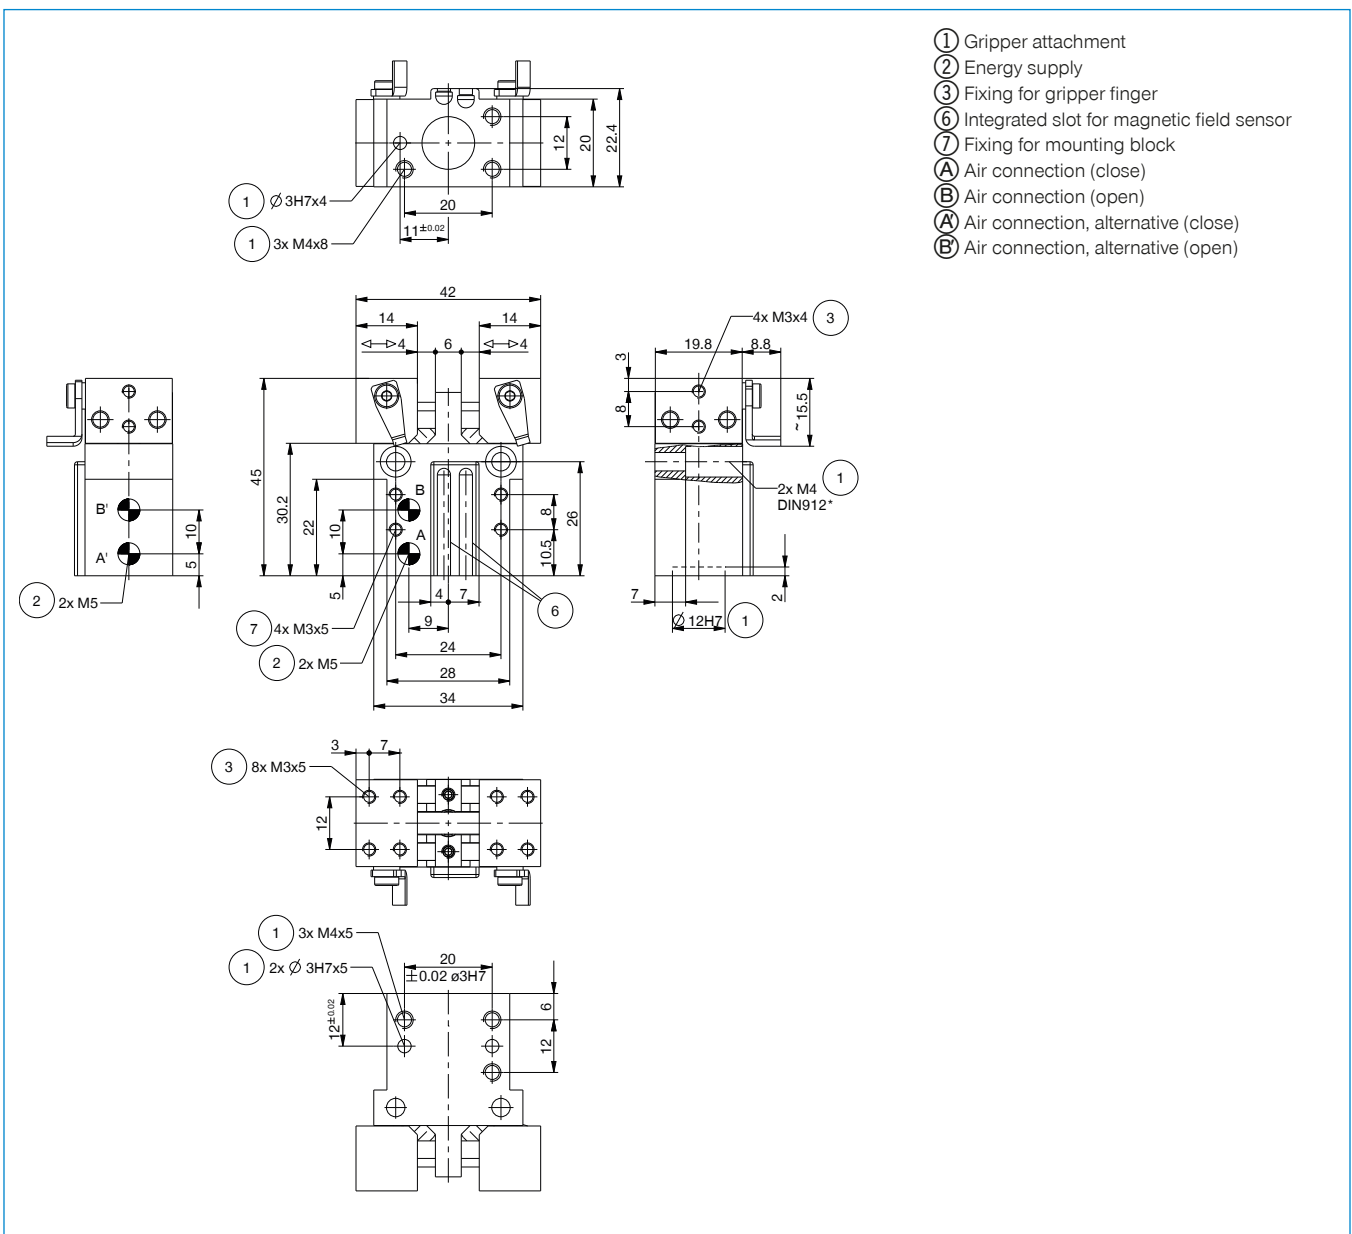 ① Gripper attachment
② Energy supply
③ Fixing for gripper finger
⑥ Integrated slot for magnetic field sensor
⑦ Fixing for mounting block
Ⓐ Air connection (close)
Ⓑ Air connection (open)
A' Air connection, alternative (close)
B' Air connection, alternative (open)
12
20
22.4
1 Ø 3H7x4
20
11±0.02
1 3x M4x8
42
14
14
4
6
4
45
30.2
22
10
5
B
A
8
10.5
26
4
7
9
6
7 4x M3x5
24
2 2x M5
28
34
B'
A'
10
5
2 2x M5
4x M3x4 3
19.8
8.8
3
8
~15.5
2x M4 1
DIN912*
7
2
Ø 12H7 1
3
7
3 8x M3x5
12
1 3x M4x5
1 2x Ø 3H7x5
20
±0.02 ø3H7
12±0.02
6
12